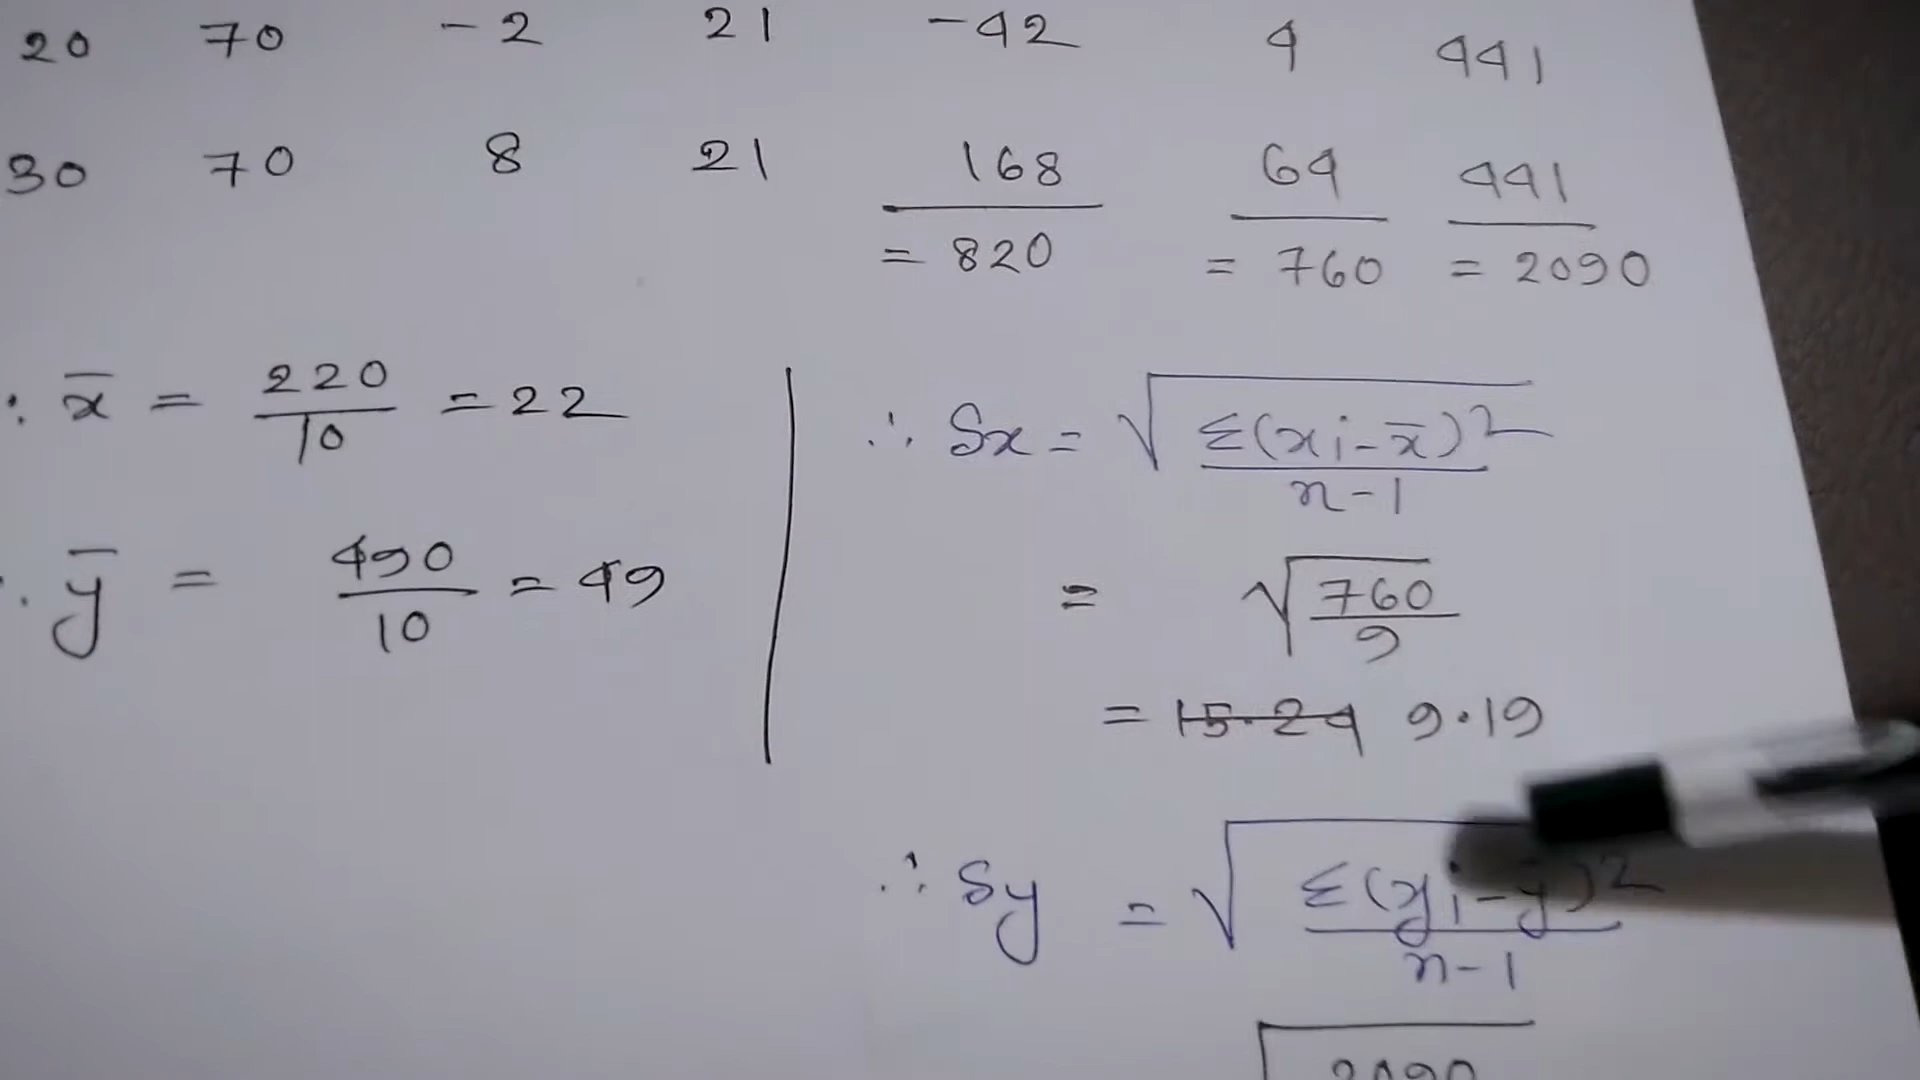 20 70 -2 21 -42 4 441
30 70 8 21 168 64 441
= 820 = 760 = 2090
∴ x̄ = 220/10 = 22
∴ ȳ = 490/10 = 49
∴ Sx = √(Σ(xi-x̄)²/n-1)
= √(760/9)
= 15.24 9.19
∴ Sy = √(Σ(yi-ȳ)²/n-1)
2090